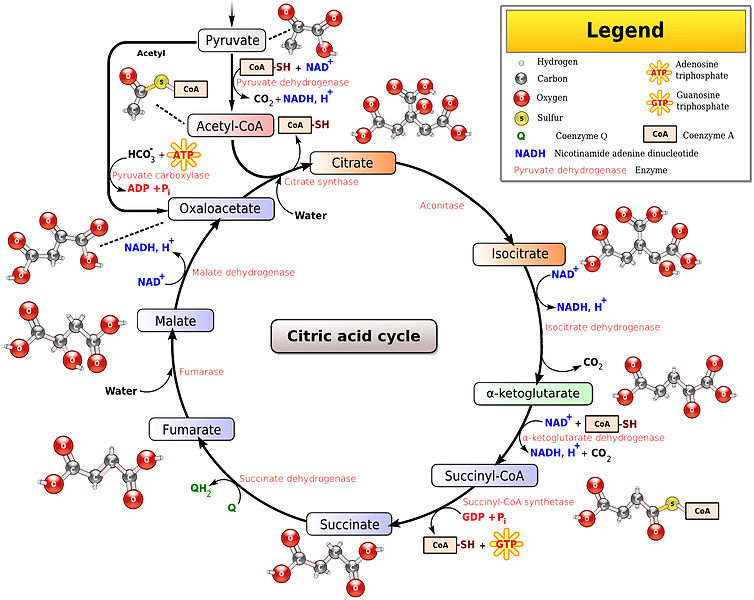 Legend
Hydrogen
C Carbon
O Oxygen
S Sulfur
Q Coenzyme Q
NADH Nicotinamide adenine dinucleotide
Pyruvate dehydrogenase Enzyme
ATP Adenosine triphosphate
GTP Guanosine triphosphate
CoA Coenzyme A
Pyruvate
Acetyl
CoA-SH + NAD+
Pyruvate dehydrogenase
CO2 + NADH, H+
S CoA
Acetyl-CoA
CoA-SH
HCO3- + ATP
Pyruvate carboxylase
ADP + Pi
Citrate
Citrate synthase
Water
Oxaloacetate
Aconitase
NADH, H+
NAD+
Malate dehydrogenase
Isocitrate
NAD+
NADH, H+
Isocitrate dehydrogenase
Malate
Citric acid cycle
CO2
Water
Fumarase
α-ketoglutarate
NAD+ + CoA-SH
α-ketoglutarate dehydrogenase
NADH, H+ + CO2
Fumarate
Succinyl-CoA
Succinate dehydrogenase
QH2
Q
Succinyl-CoA synthetase
GDP + Pi
S CoA
Succinate
CoA-SH + GTP